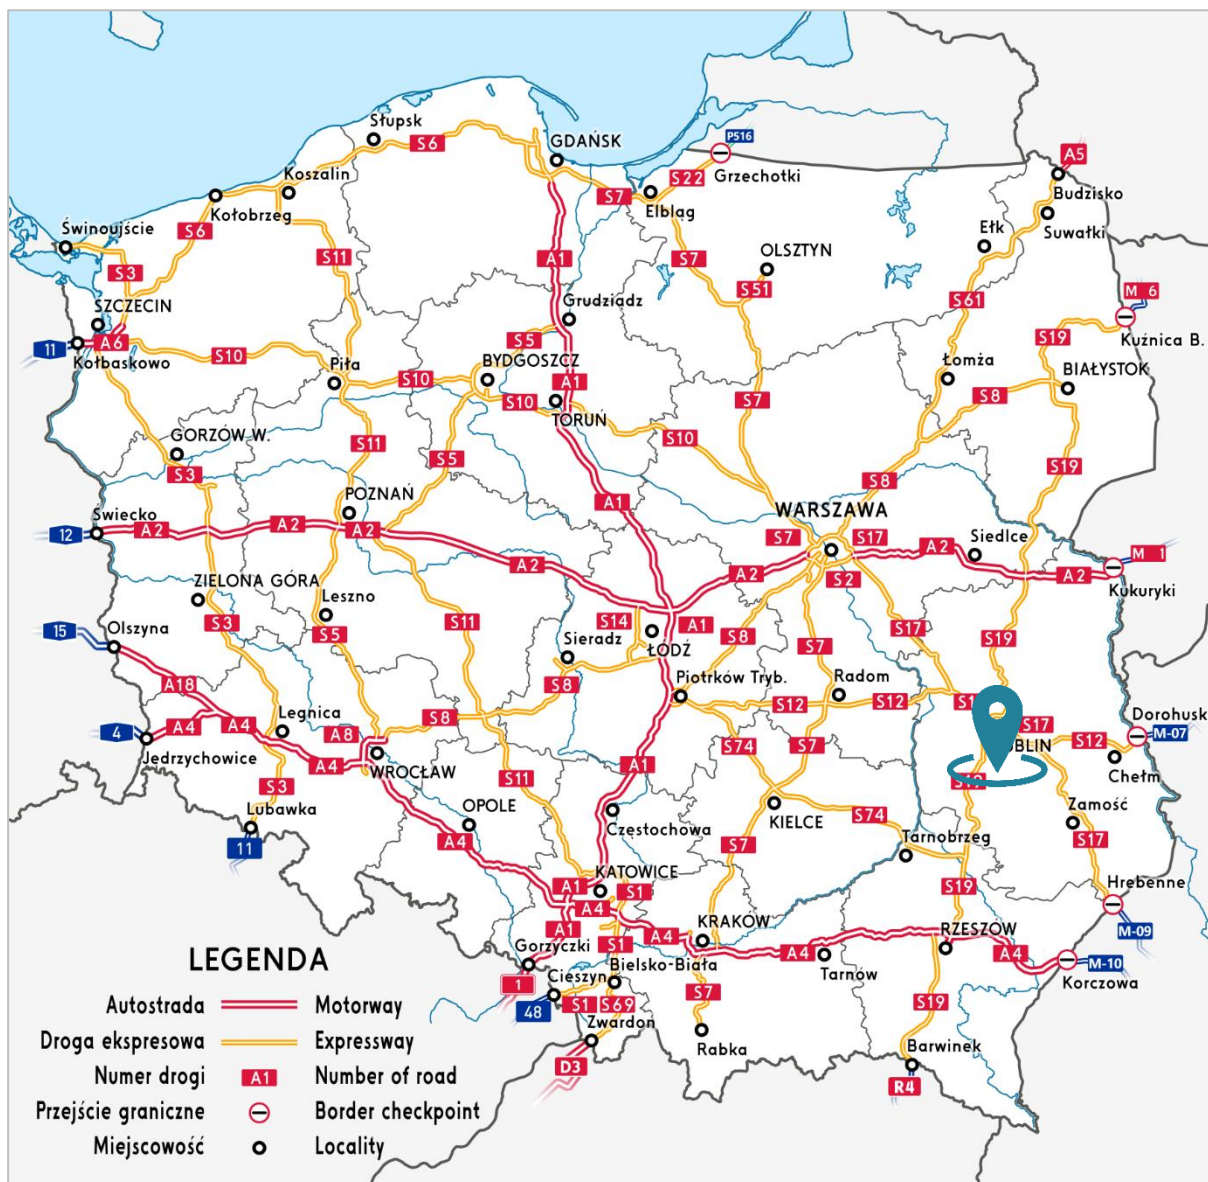 P516
Słupsk
S6
GDAŃSK
A5
Grzechotki
S22
Budzisko
Koszalin
S7
Elbląg
Kołobrzeg
Suwałki
Świnoujście
S6
Ełk
S3
S11
A1
S7
OLSZTYN
S51
M 6
SZCZECIN
Grudziadz
S61
11
A6
Kołbaskowo
S10
S5
S19
Kuźnica B.
Piła
BYDGOSZCZ
Łomża
BIAŁYSTOK
S10
A1
S8
S10
TORUŃ
S7
GORZÓW W.
S11
S10
S3
S5
S19
S8
POZNAŃ
A1
WARSZAWA
Świecko
12
A2
A2
A2
S7
S17
A2
Siedlce
M 1
A2
A2
S2
A2
Kukuryki
ZIELONA GÓRA
Leszno
S14
A1
Olszyna
15
S3
S5
S11
Sieradz
ŁÓDŹ
S8
S17
S19
S7
A18
S8
Piotrków Tryb.
Radom
S12
S12
Legnica
S8
Dorohusk
4
A4
A4
A8
S74
S7
S17
S12
M-07
Jedrzychowice
A4
WROCŁAW
A1
Chełm
S3
S11
Lubawka
OPOLE
Częstochowa
KIELCE
S74
Zamość
11
A4
S7
Tarnobrzeg
S17
KATOWICE
A1
S1
S19
Hrebenne
A4
KRAKÓW
RZESZÓW
M-09
A1
S1
A4
A4
A4
LEGENDA
Gorzyczki
Bielsko-Biała
Tarnów
M-10
1
Cieszyn
Korczowa
Autostrada
Motorway
48
S1
S69
S7
S19
Droga ekspresowa
Expressway
Zwardoń
Rabka
Barwinek
Numer drogi
A1
Number of road
D3
R4
Przejście graniczne
Border checkpoint
Miejscowość
Locality